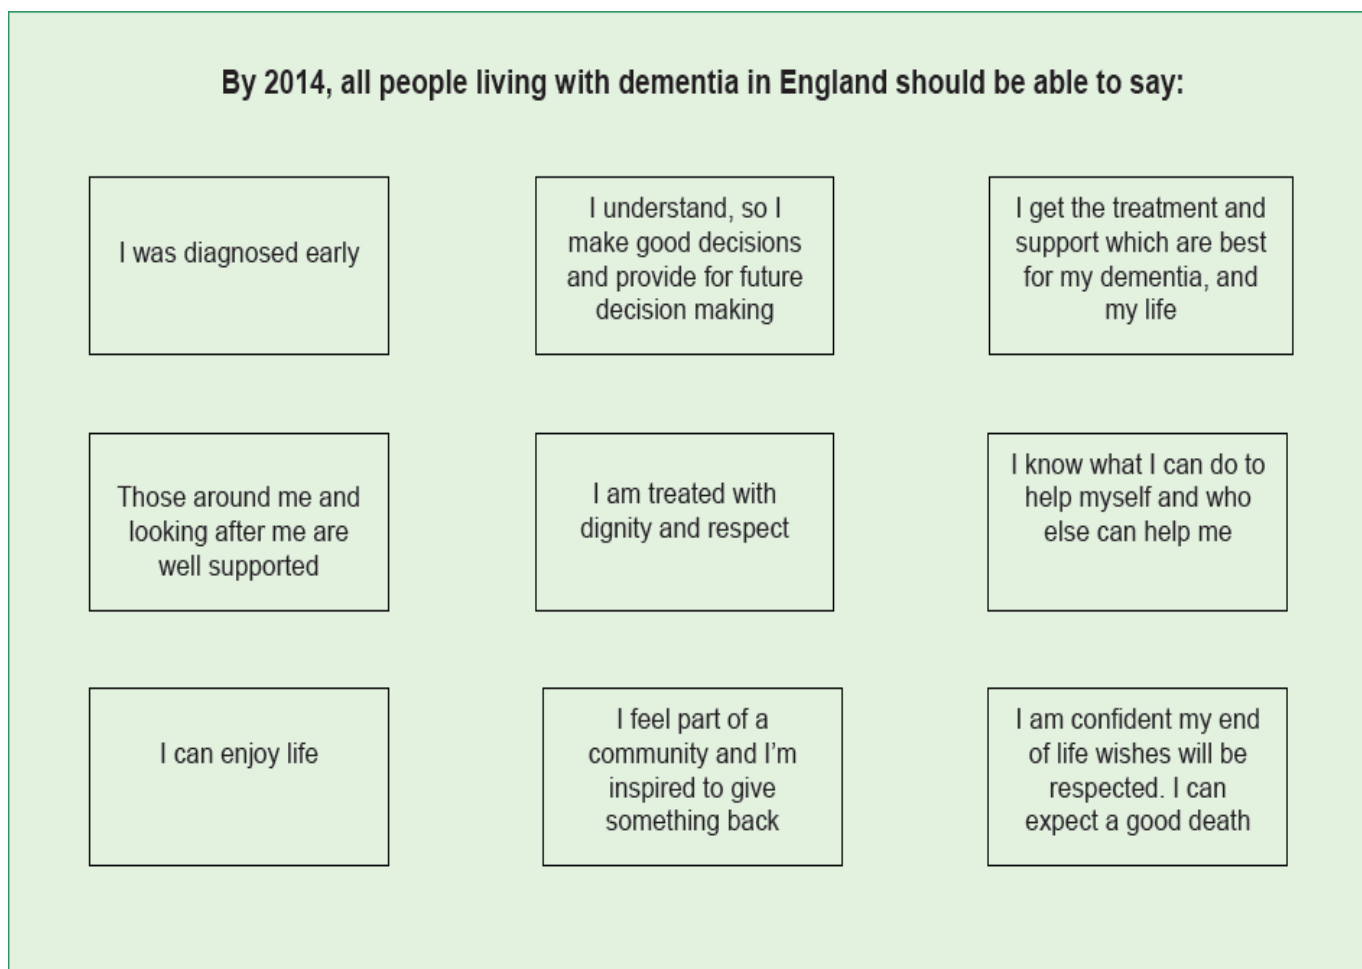 By 2014, all people living with dementia in England should be able to say:
I was diagnosed early
I understand, so I
make good decisions
and provide for future
decision making
I get the treatment and
support which are best
for my dementia, and
my life
Those around me and
looking after me are
well supported
I am treated with
dignity and respect
I know what I can do to
help myself and who
else can help me
I can enjoy life
I feel part of a
community and I'm
inspired to give
something back
I am confident my end
of life wishes will be
respected. I can
expect a good death